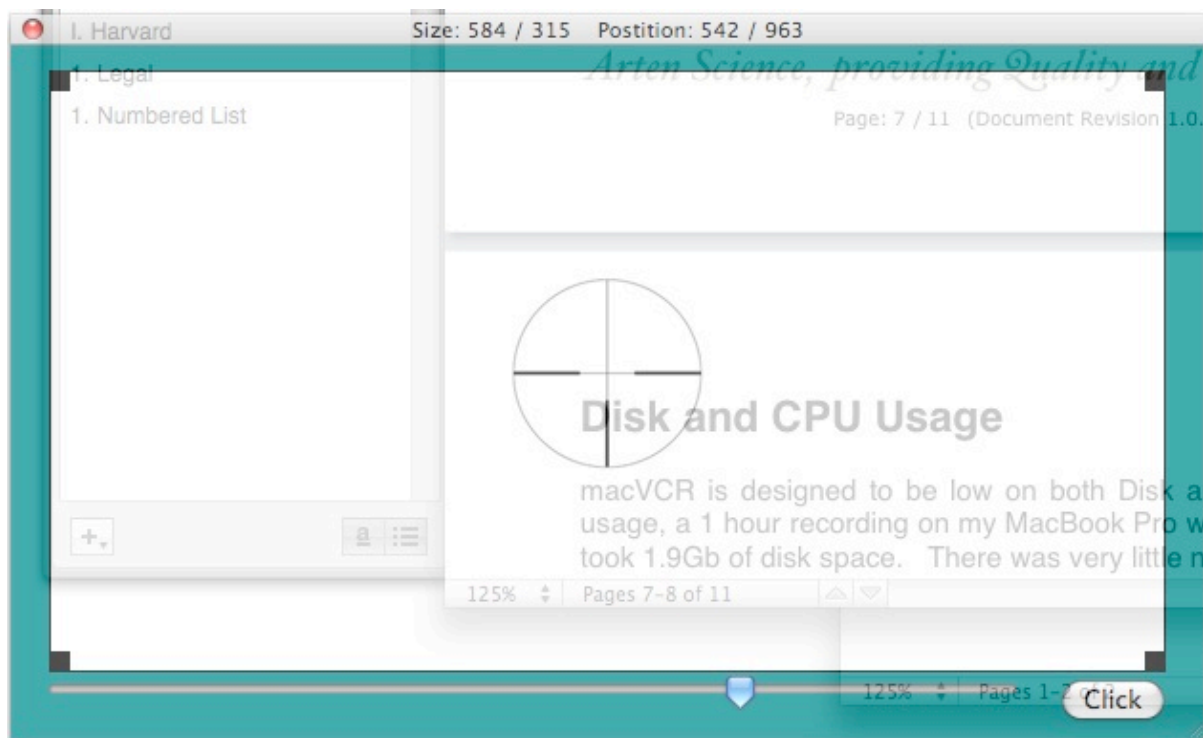 Size: 584 / 315 Postition: 542 / 963
I. Harvard
1. Legal
1. Numbered List
Arten Science, providing Quality and
Page: 7 / 11 (Document Revision 1.0.
Disk and CPU Usage
macVCR is designed to be low on both Disk a
usage, a 1 hour recording on my MacBook Pro w
took 1.9Gb of disk space. There was very little n
a
125% Pages 7-8 of 11
125% Pages 1-2 of 2
Click